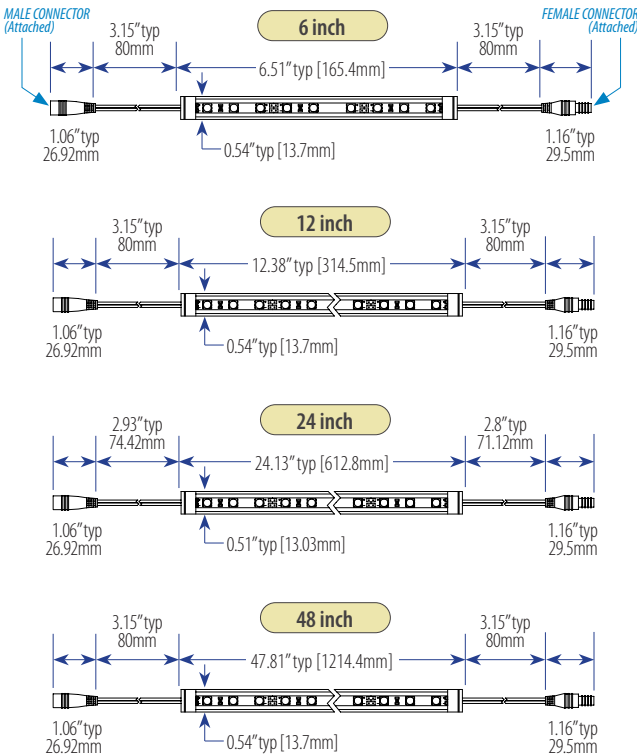 MALE CONNECTOR
(Attached)
FEMALE CONNECTOR
(Attached)
6 inch
3.15” typ
80mm
3.15” typ
80mm
6.51” typ [165.4mm]
1.06” typ
26.92mm
0.54” typ [13.7mm]
1.16” typ
29.5mm
12 inch
3.15” typ
80mm
3.15” typ
80mm
12.38” typ [314.5mm]
1.06” typ
26.92mm
0.54” typ [13.7mm]
1.16” typ
29.5mm
24 inch
2.93” typ
74.42mm
2.8” typ
71.12mm
24.13” typ [612.8mm]
1.06” typ
26.92mm
0.51” typ [13.03mm]
1.16” typ
29.5mm
48 inch
3.15” typ
80mm
3.15” typ
80mm
47.81” typ [1214.4mm]
1.06” typ
26.92mm
0.54” typ [13.7mm]
1.16” typ
29.5mm